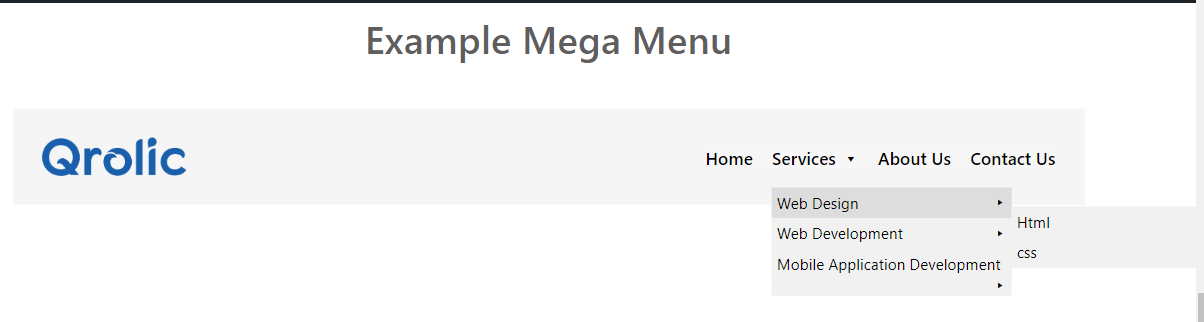 Example Mega Menu
Qrolic
Home Services About Us Contact Us
Web Design
Html
Web Development
css
Mobile Application Development